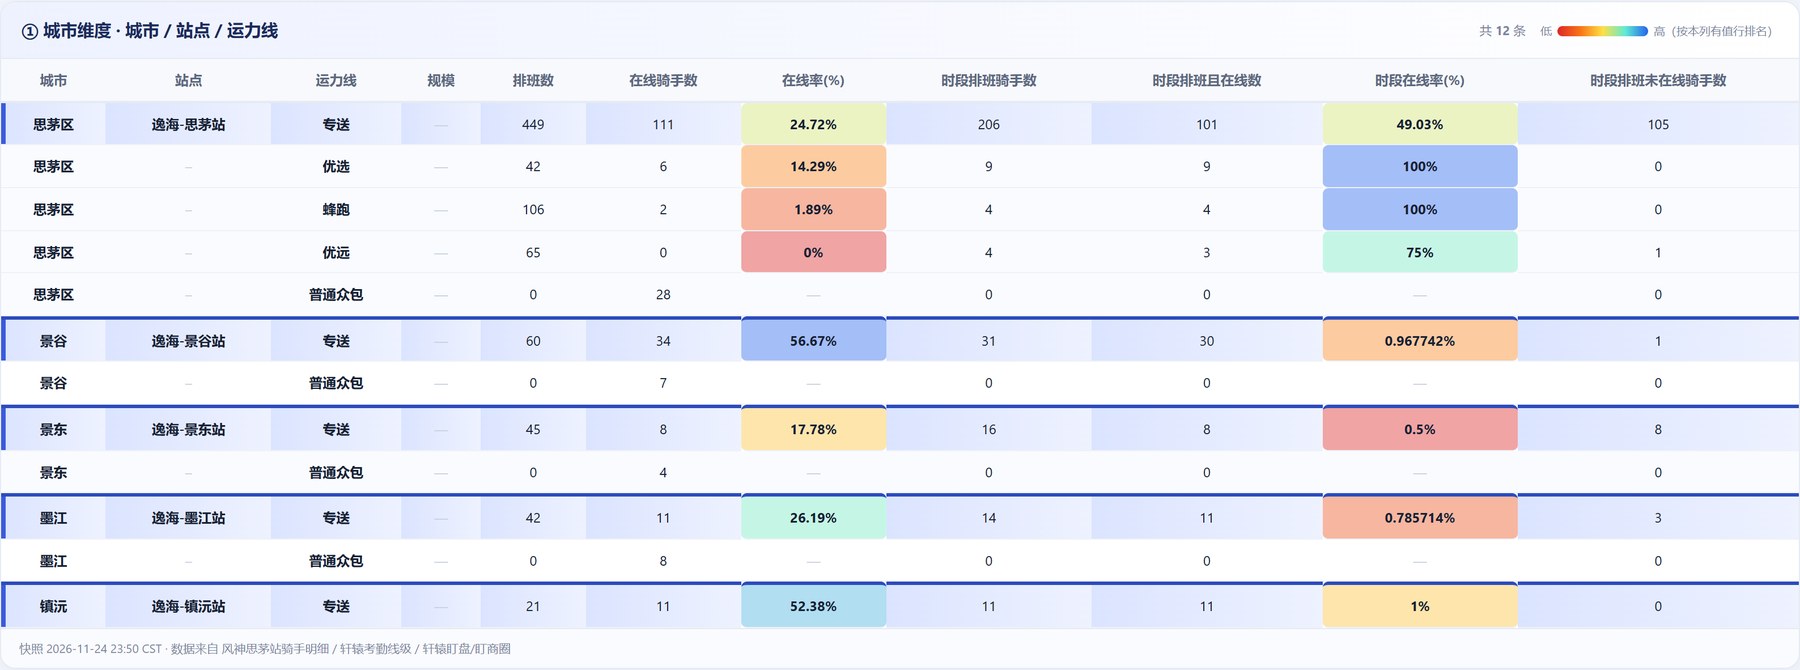 ① 城市维度 · 城市 / 站点 / 运力线
共 12 条 低 高 (按本列有值行排名)
城市 站点 运力线 规模 排班数 在线骑手数 在线率(%) 时段排班骑手数 时段排班且在线数 时段在线率(%) 时段排班未在线骑手数
思茅区 逸海-思茅站 专送 — 449 111 24.72% 206 101 49.03% 105
思茅区 – 优选 — 42 6 14.29% 9 9 100% 0
思茅区 – 蜂跑 — 106 2 1.89% 4 4 100% 0
思茅区 – 优远 — 65 0 0% 4 3 75% 1
思茅区 – 普通众包 — 0 28 — 0 0 — 0
景谷 逸海-景谷站 专送 — 60 34 56.67% 31 30 0.967742% 1
景谷 – 普通众包 — 0 7 — 0 0 — 0
景东 逸海-景东站 专送 — 45 8 17.78% 16 8 0.5% 8
景东 – 普通众包 — 0 4 — 0 0 — 0
墨江 逸海-墨江站 专送 — 42 11 26.19% 14 11 0.785714% 3
墨江 – 普通众包 — 0 8 — 0 0 — 0
镇沅 逸海-镇沅站 专送 — 21 11 52.38% 11 11 1% 0
快照 2026-11-24 23:50 CST · 数据来自 风神思茅站骑手明细 / 轩辕考勤线级 / 轩辕盯盘/盯商圈